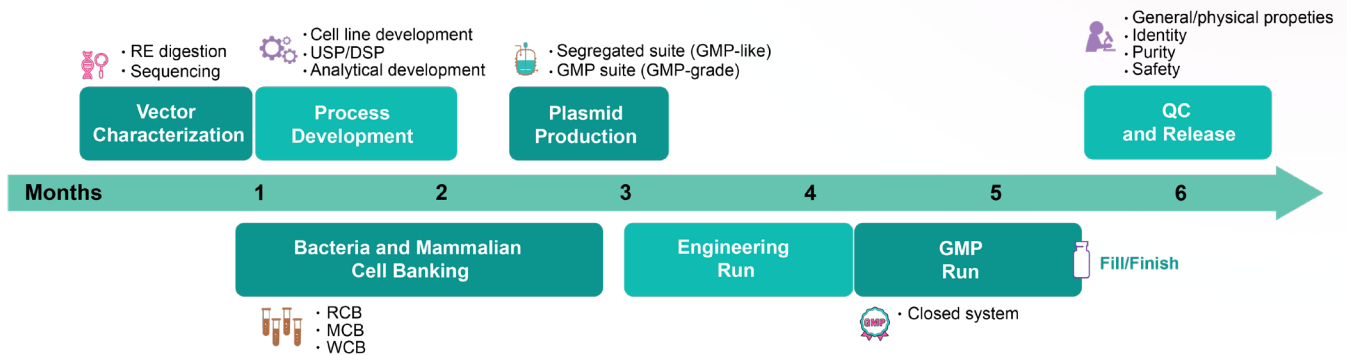 · RE digestion
· Sequencing
· Cell line development
· USP/DSP
· Analytical development
· Segregated suite (GMP-like)
· GMP suite (GMP-grade)
· General/physical propeties
· Identity
· Purity
· Safety
Vector
Characterization
Process
Development
Plasmid
Production
QC
and Release
Months 1 2 3 4 5 6
Bacteria and Mammalian
Cell Banking
Engineering
Run
GMP
Run
Fill/Finish
· RCB
· MCB
· WCB
GMP
· Closed system